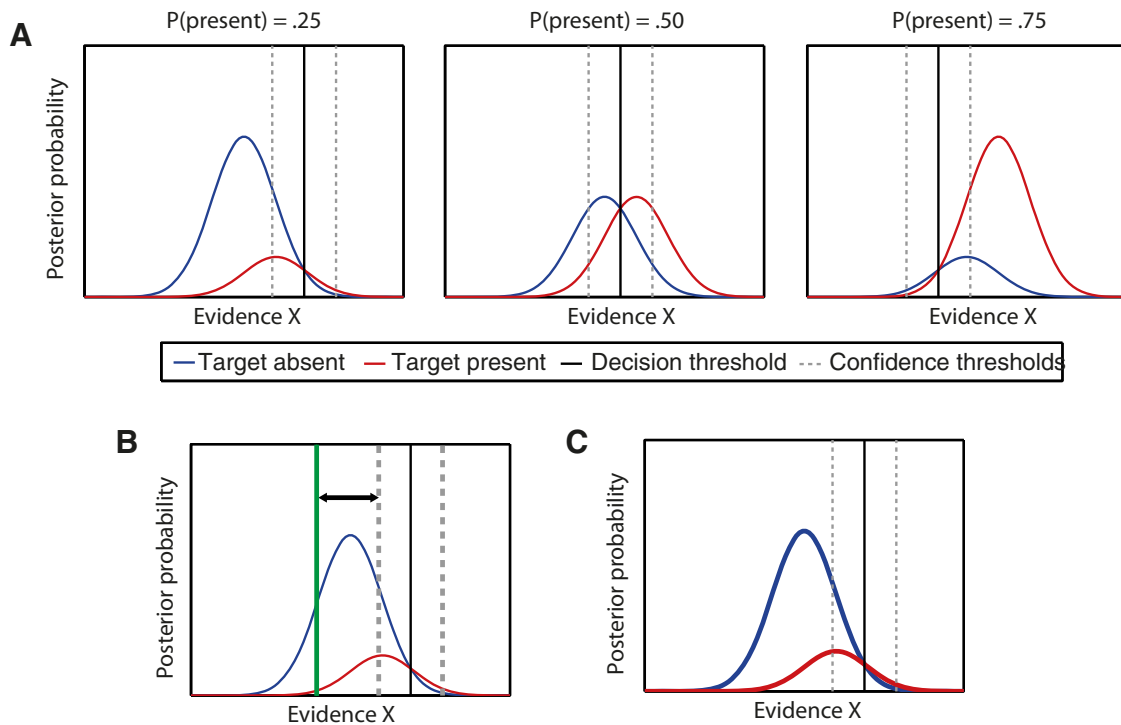 P(present) = .25 P(present) = .50 P(present) = .75
A
Posterior probability
Evidence X Evidence X Evidence X
Target absent Target present Decision threshold Confidence thresholds
B C
Posterior probability Posterior probability
Evidence X Evidence X